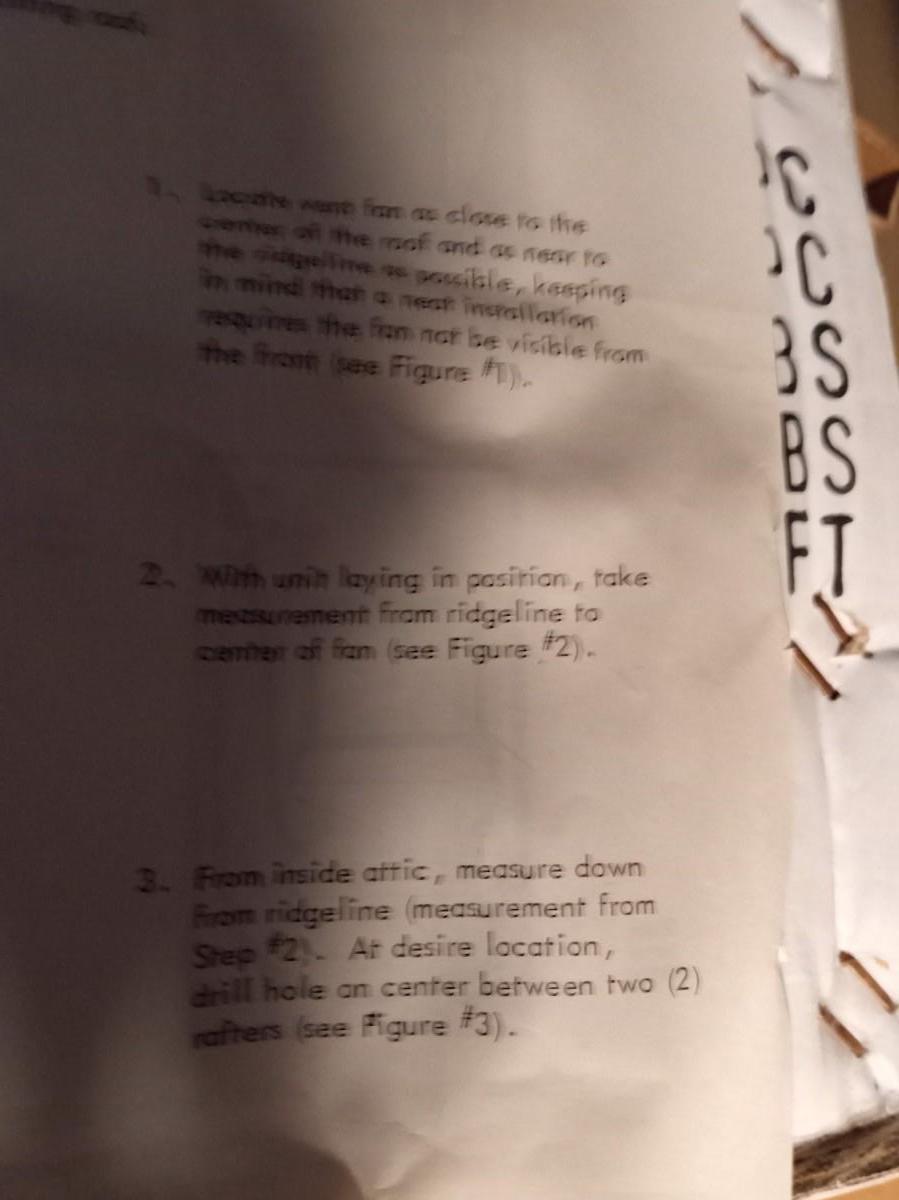 1. Locate vent fan as close to the
center of the roof and as near to
the ridgeline as possible, keeping
in mind that a neat installation
requires the fan not be visible from
the front (see Figure #1).
2. With unit laying in position, take
measurement from ridgeline to
center of fan (see Figure #2).
3. From inside attic, measure down
from ridgeline (measurement from
Step #2). At desire location,
drill hole on center between two (2)
rafters (see Figure #3).
C
C
S
BS
FT